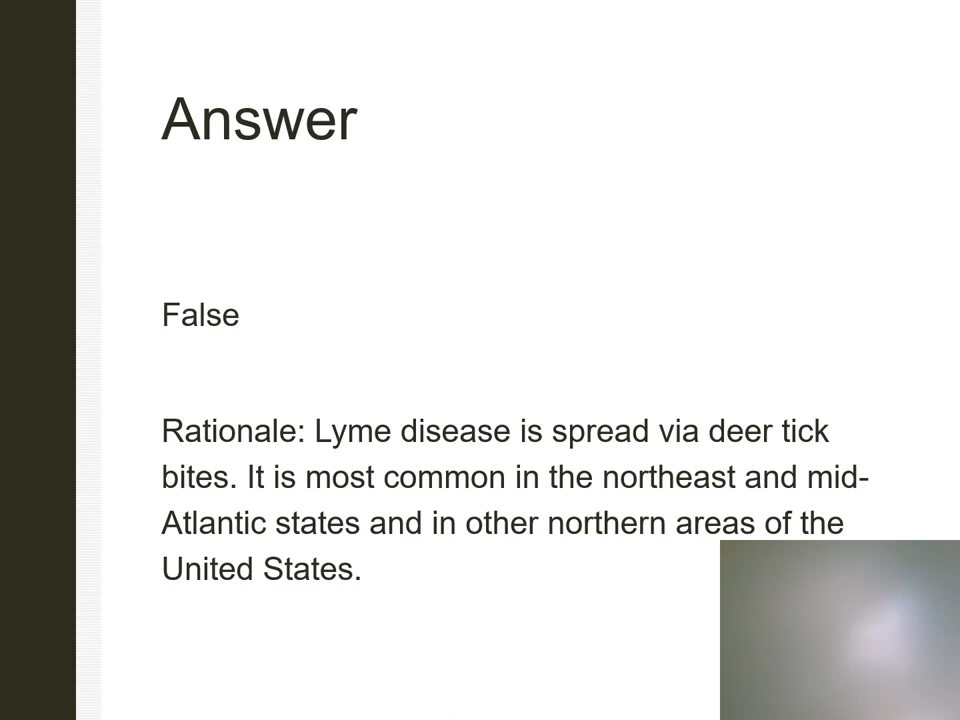 Answer
False
Rationale: Lyme disease is spread via deer tick
bites. It is most common in the northeast and mid-
Atlantic states and in other northern areas of the
United States.